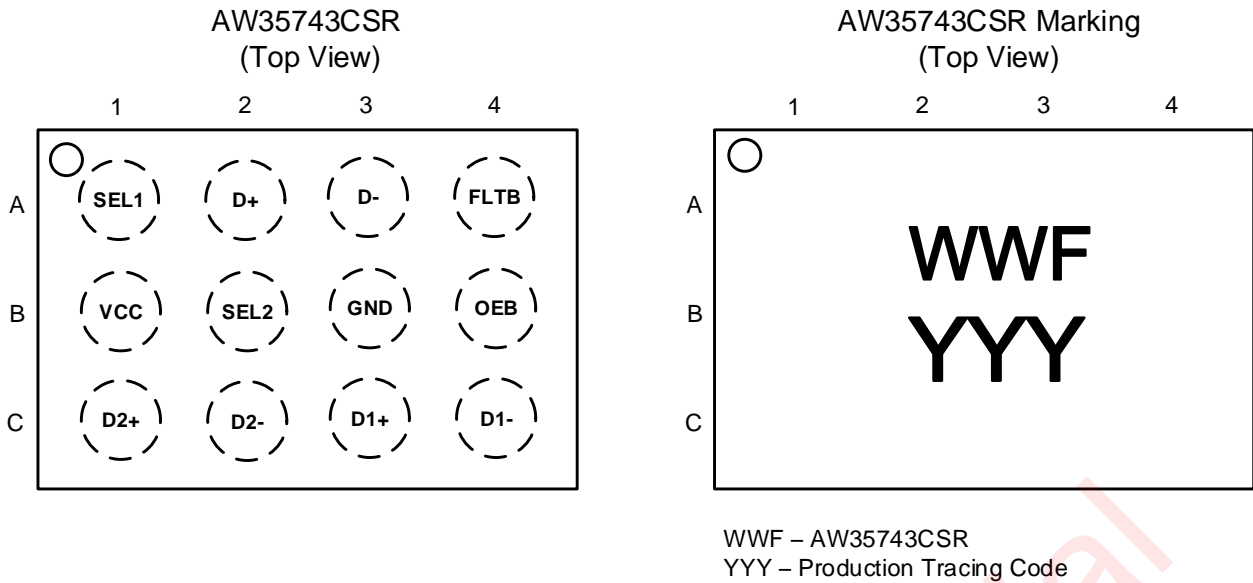 AW35743CSR
(Top View)
1 2 3 4
A SEL1 D+ D- FLTB
B VCC SEL2 GND OEB
C D2+ D2- D1+ D1-
AW35743CSR Marking
(Top View)
1 2 3 4
A
B
C
WWF
YYY
WWF – AW35743CSR
YYY – Production Tracing Code